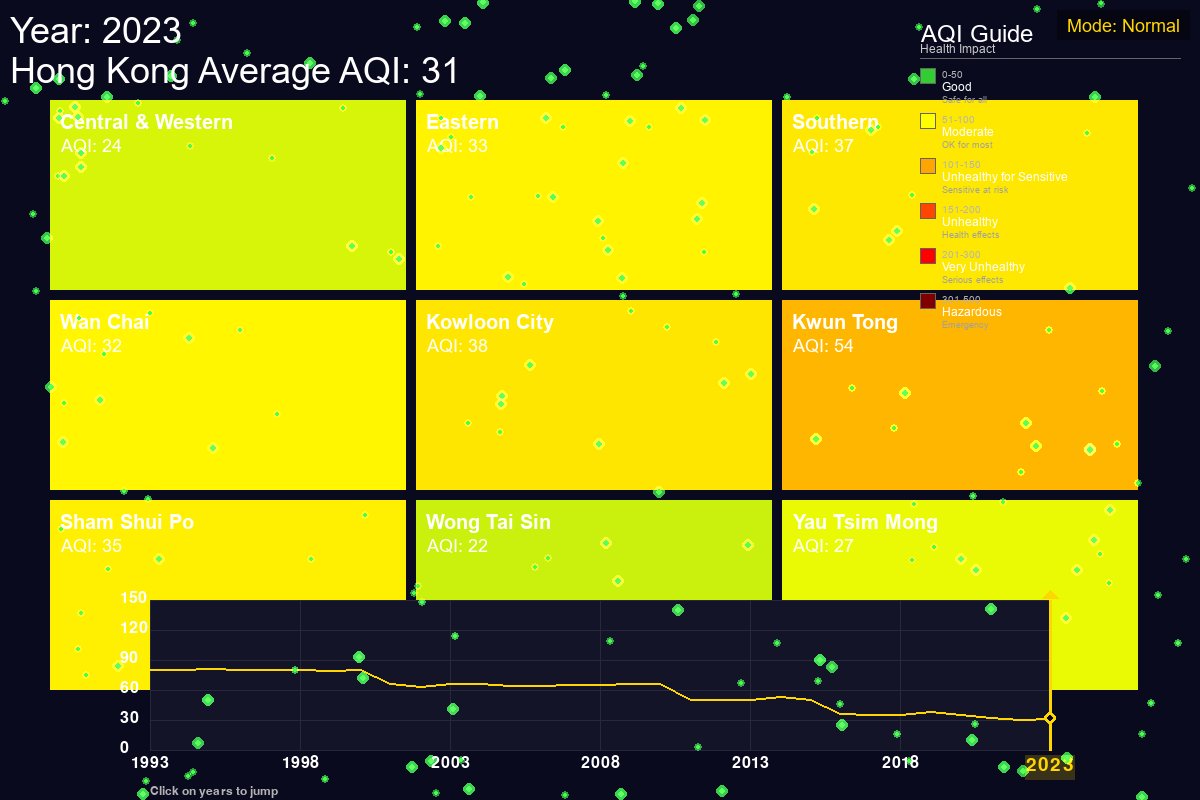 Year: 2023
Hong Kong Average AQI: 31
AQI Guide
Health Impact
Mode: Normal
0-50
Good
Safe for all
51-100
Moderate
OK for most
101-150
Unhealthy for Sensitive
Sensitive at risk
151-200
Unhealthy
Health effects
201-300
Very Unhealthy
Serious effects
301-500
Hazardous
Emergency
Central & Western
AQI: 24
Eastern
AQI: 33
Southern
AQI: 37
Wan Chai
AQI: 32
Kowloon City
AQI: 38
Kwun Tong
AQI: 54
Sham Shui Po
AQI: 35
Wong Tai Sin
AQI: 22
Yau Tsim Mong
AQI: 27
150
120
90
60
30
0
1993
1998
2003
2008
2013
2018
2023
Click on years to jump